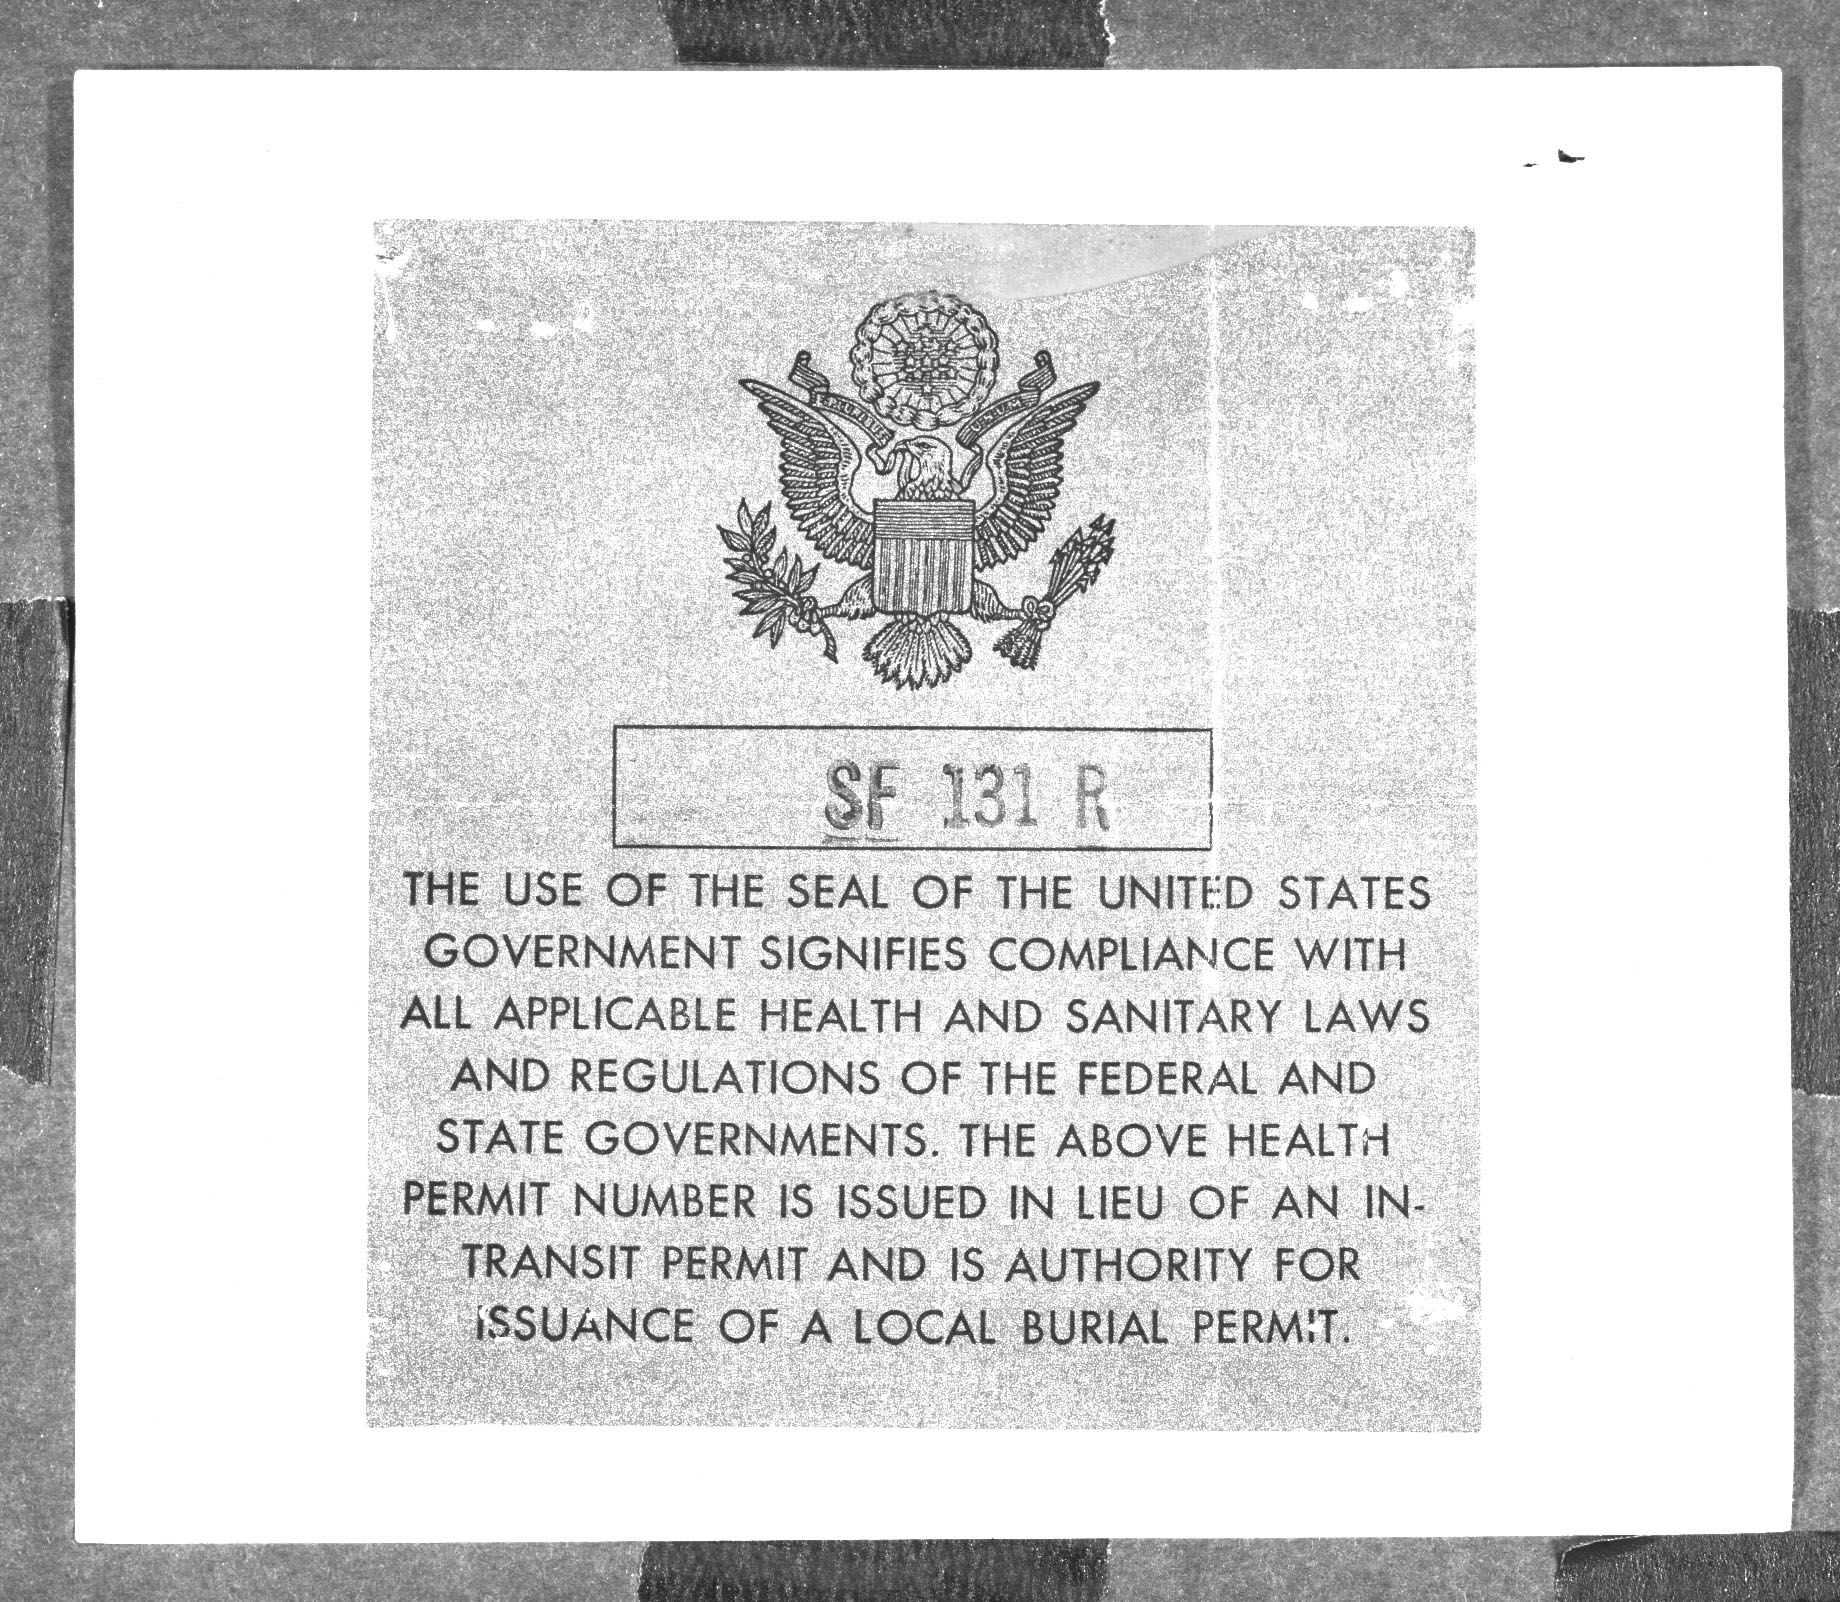 SF 131 R
THE USE OF THE SEAL OF THE UNITED STATES
GOVERNMENT SIGNIFIES COMPLIANCE WITH
ALL APPLICABLE HEALTH AND SANITARY LAWS
AND REGULATIONS OF THE FEDERAL AND
STATE GOVERNMENTS. THE ABOVE HEALTH
PERMIT NUMBER IS ISSUED IN LIEU OF AN IN-
TRANSIT PERMIT AND IS AUTHORITY FOR
ISSUANCE OF A LOCAL BURIAL PERMIT.